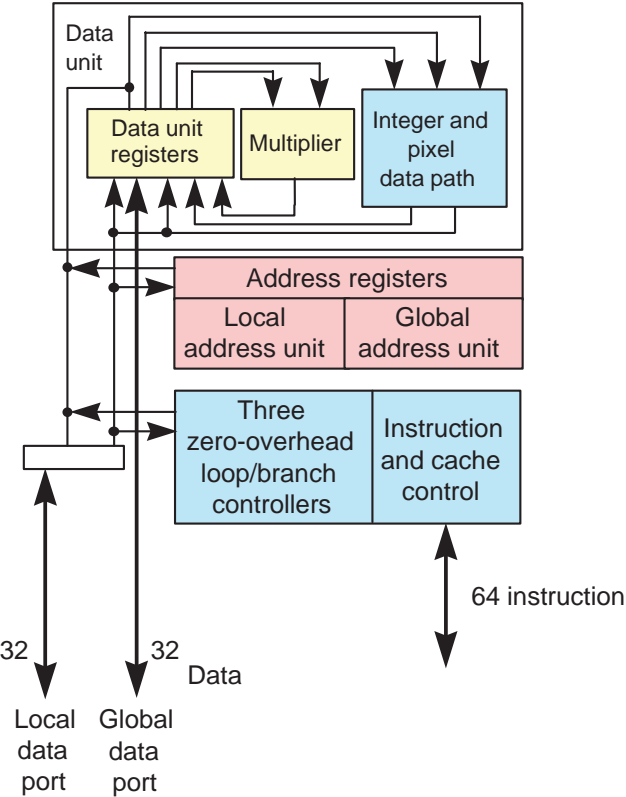 Data
unit
Data unit
registers
Multiplier
Integer and
pixel
data path
Address registers
Local
address unit
Global
address unit
Three
zero-overhead
loop/branch
controllers
Instruction
and cache
control
64 instruction
32
32
Data
Local
data
port
Global
data
port